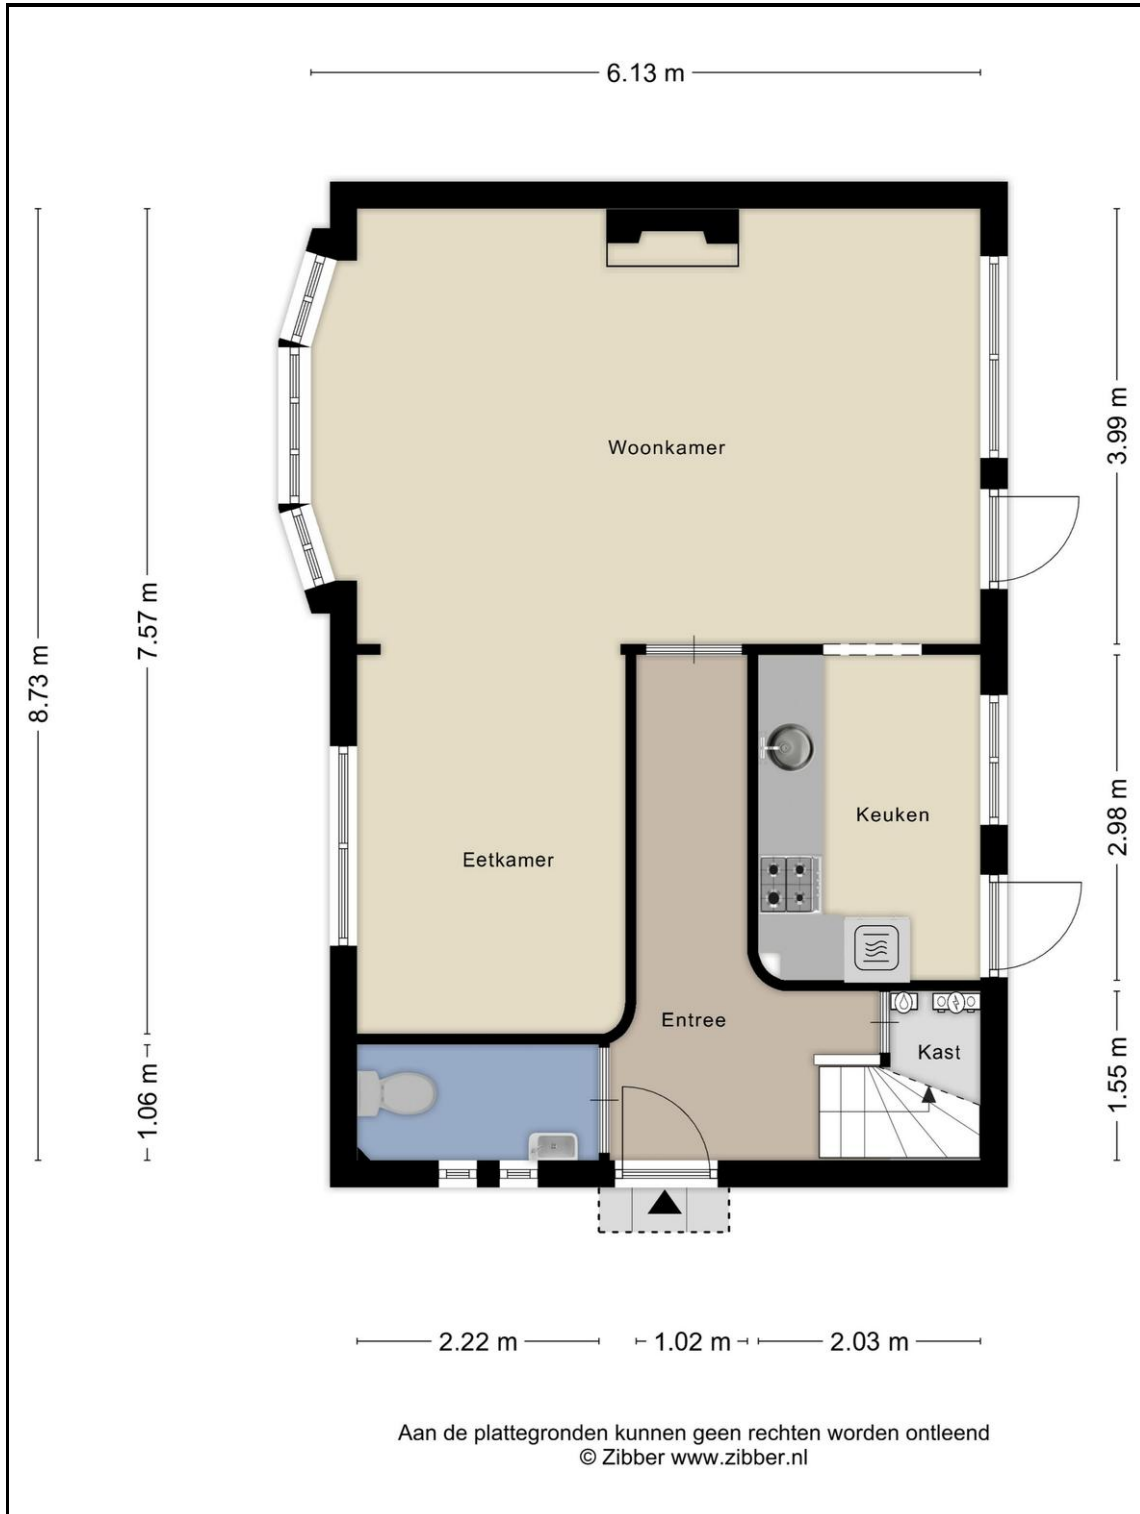 6.13 m
3.99 m
Woonkamer
7.57 m
8.73 m
2.98 m
Keuken
Eetkamer
Entree
Kast
1.55 m
1.06 m
2.22 m
1.02 m
2.03 m
Aan de plattegronden kunnen geen rechten worden ontleend
© Zibber www.zibber.nl